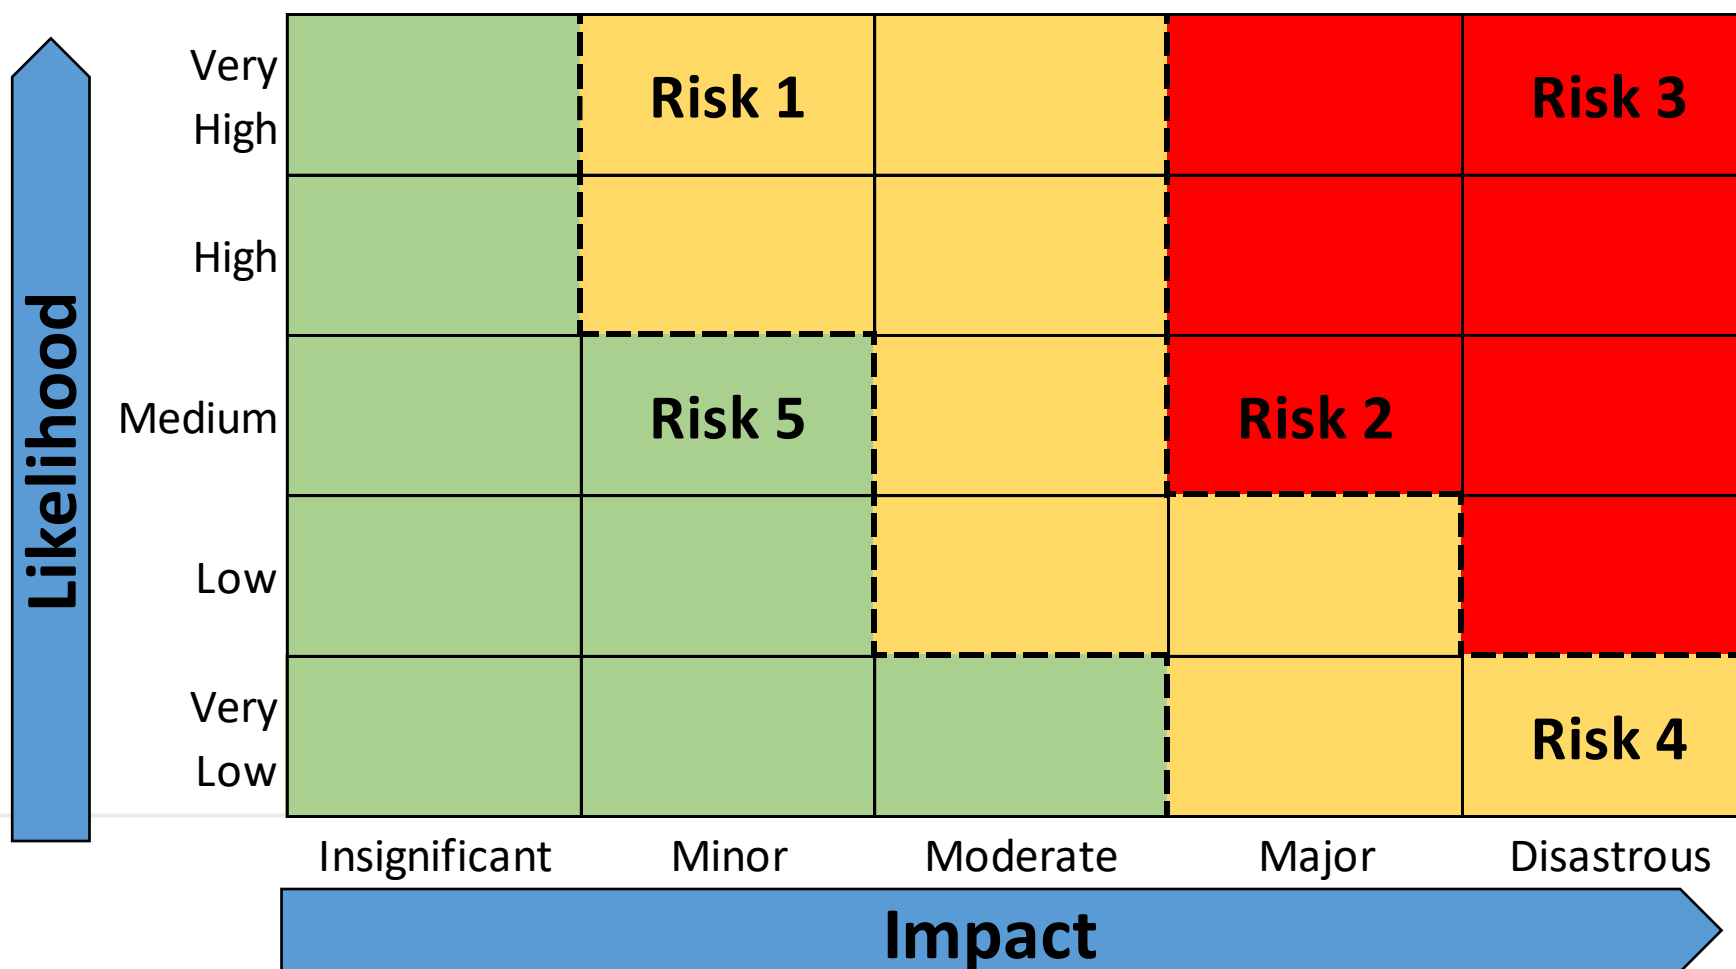 Very
High
Risk 1
Risk 3
High
Medium
Risk 5
Risk 2
Low
Very
Low
Risk 4
Likelihood
Insignificant
Minor
Moderate
Major
Disastrous
Impact